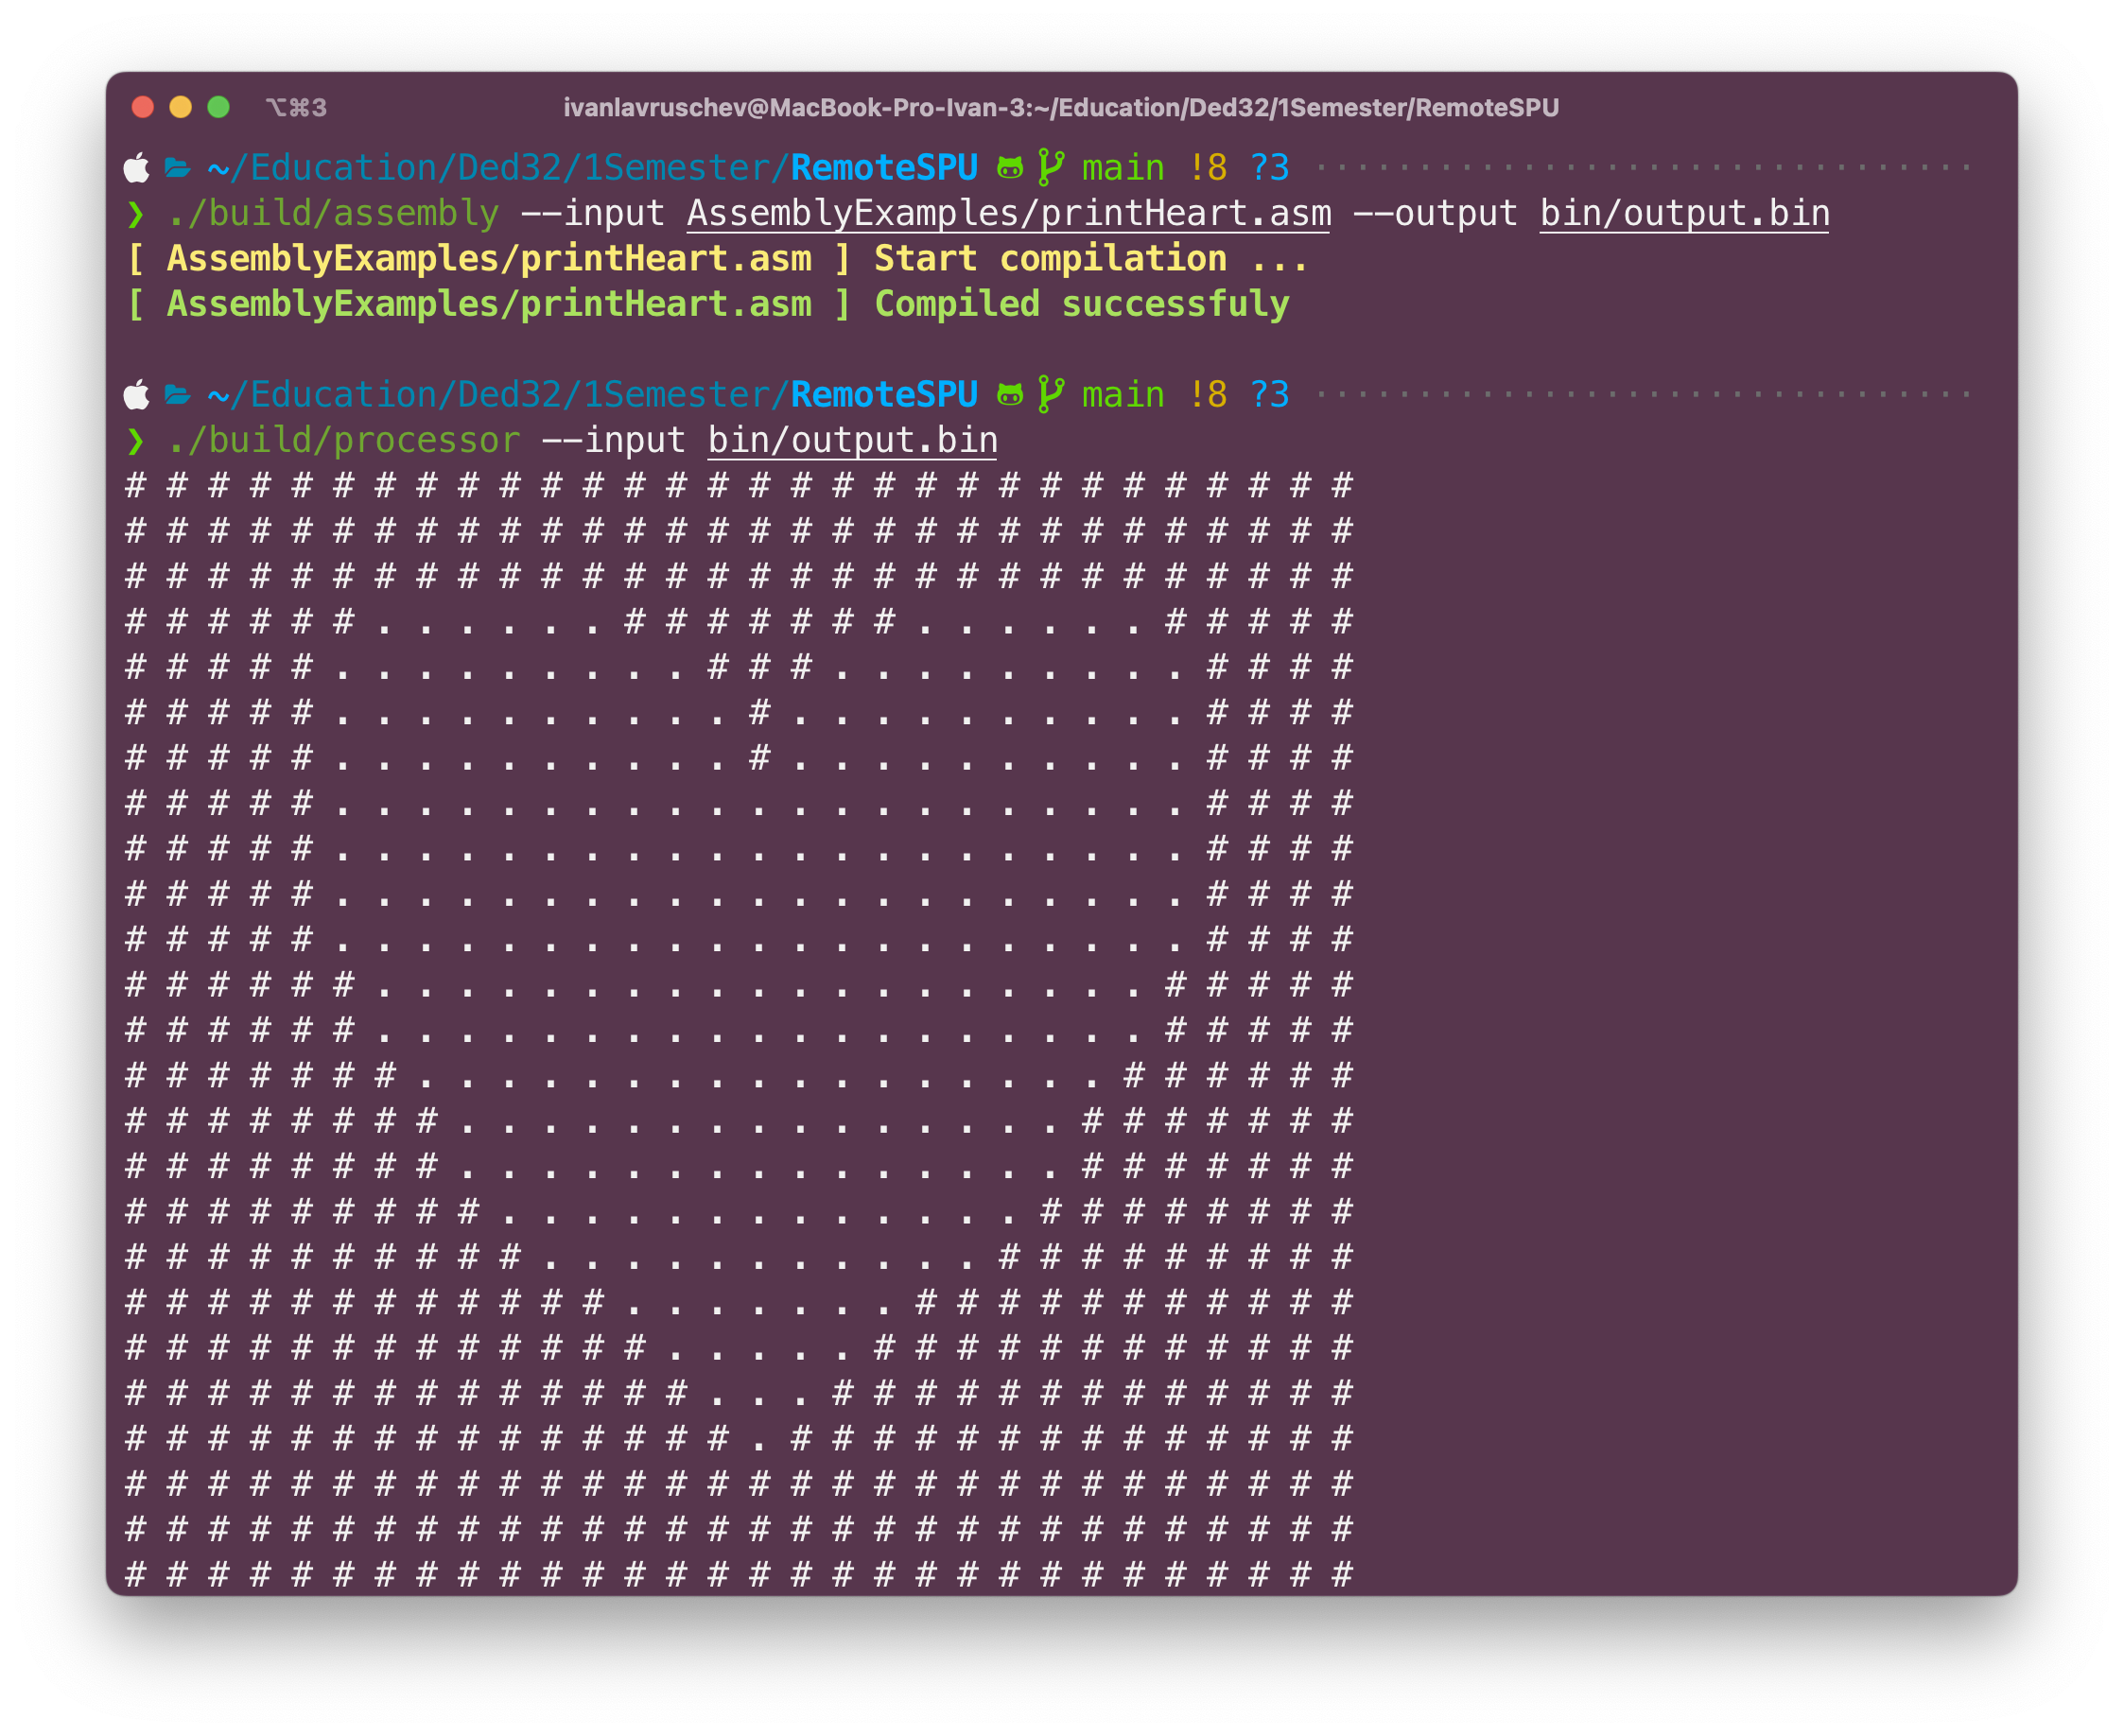 ⌥⌘3 ivanlavruschev@MacBook-Pro-Ivan-3:~/Education/Ded32/1Semester/RemoteSPU
~/Education/Ded32/1Semester/RemoteSPU main !8 ?3 ································
❯ ./build/assembly --input AssemblyExamples/printHeart.asm --output bin/output.bin
[ AssemblyExamples/printHeart.asm ] Start compilation ...
[ AssemblyExamples/printHeart.asm ] Compiled successfuly
~/Education/Ded32/1Semester/RemoteSPU main !8 ?3 ································
❯ ./build/processor --input bin/output.bin
# # # # # # # # # # # # # # # # # # # # # # # # # # # # # #
# # # # # # # # # # # # # # # # # # # # # # # # # # # # # #
# # # # # # # # # # # # # # # # # # # # # # # # # # # # # #
# # # # # # . . . . . . # # # # # # # . . . . . . # # # # #
# # # # # . . . . . . . . . # # # . . . . . . . . . # # # #
# # # # # . . . . . . . . . . # . . . . . . . . . . # # # #
# # # # # . . . . . . . . . . # . . . . . . . . . . # # # #
# # # # # . . . . . . . . . . . . . . . . . . . . . # # # #
# # # # # . . . . . . . . . . . . . . . . . . . . . # # # #
# # # # # . . . . . . . . . . . . . . . . . . . . . # # # #
# # # # # . . . . . . . . . . . . . . . . . . . . . # # # #
# # # # # # . . . . . . . . . . . . . . . . . . . # # # # #
# # # # # # . . . . . . . . . . . . . . . . . . . # # # # #
# # # # # # # . . . . . . . . . . . . . . . . . # # # # # #
# # # # # # # # . . . . . . . . . . . . . . . # # # # # # #
# # # # # # # # . . . . . . . . . . . . . . . # # # # # # #
# # # # # # # # # . . . . . . . . . . . . . # # # # # # # #
# # # # # # # # # # . . . . . . . . . . . # # # # # # # # #
# # # # # # # # # # # # . . . . . . . # # # # # # # # # # #
# # # # # # # # # # # # # . . . . . # # # # # # # # # # # #
# # # # # # # # # # # # # # . . . # # # # # # # # # # # # #
# # # # # # # # # # # # # # # . # # # # # # # # # # # # # #
# # # # # # # # # # # # # # # # # # # # # # # # # # # # # #
# # # # # # # # # # # # # # # # # # # # # # # # # # # # # #
# # # # # # # # # # # # # # # # # # # # # # # # # # # # # #